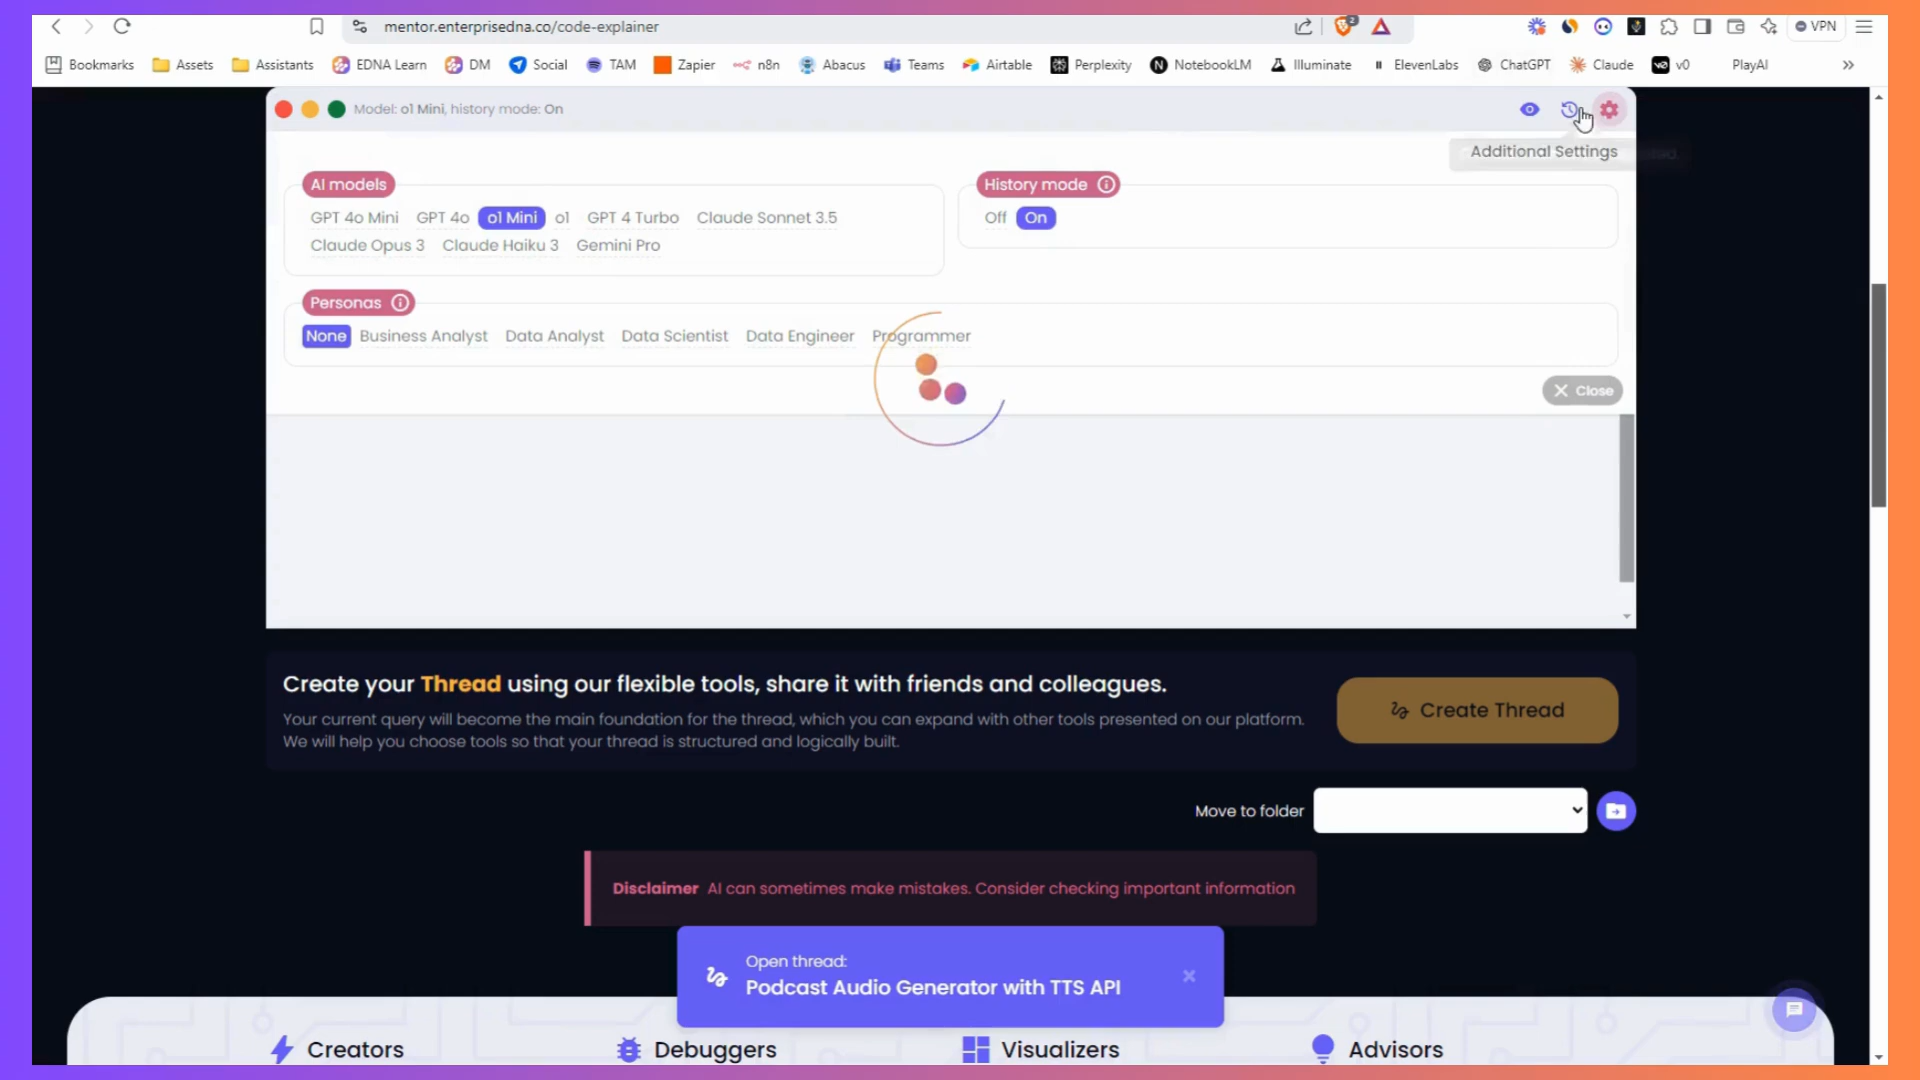 mentor.enterprisedna.co/code-explainer
2
VPN
Bookmarks Assets Assistants EDNA Learn DM Social TAM Zapier n8n Abacus Teams Airtable Perplexity NotebookLM Illuminate ElevenLabs ChatGPT Claude v0 PlayAI »
Model: o1 Mini, history mode: On
Additional Settings
AI models
GPT 4o Mini GPT 4o o1 Mini o1 GPT 4 Turbo Claude Sonnet 3.5
Claude Opus 3 Claude Haiku 3 Gemini Pro
History mode
Off On
Personas
None Business Analyst Data Analyst Data Scientist Data Engineer Programmer
Close
Create your Thread using our flexible tools, share it with friends and colleagues.
Your current query will become the main foundation for the thread, which you can expand with other tools presented on our platform.
We will help you choose tools so that your thread is structured and logically built.
Create Thread
Move to folder
Disclaimer AI can sometimes make mistakes. Consider checking important information
Open thread:
Podcast Audio Generator with TTS API
Creators Debuggers Visualizers Advisors